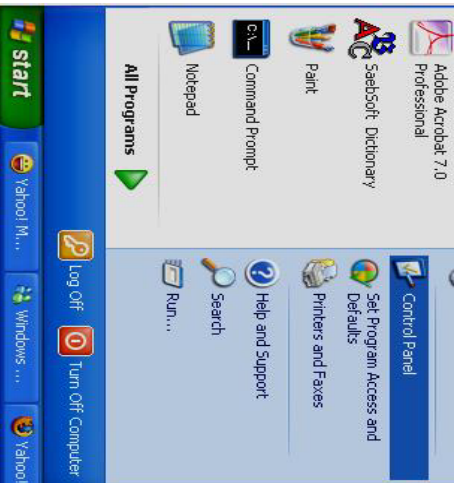 Adobe Acrobat 7.0
Professional
SaebSoft Dictionary
Paint
Command Prompt
Notepad
All Programs
Control Panel
Set Program Access and
Defaults
Printers and Faxes
Help and Support
Search
Run...
Log Off
Turn Off Computer
start
Yahoo! M...
Windows ...
Yahoo!